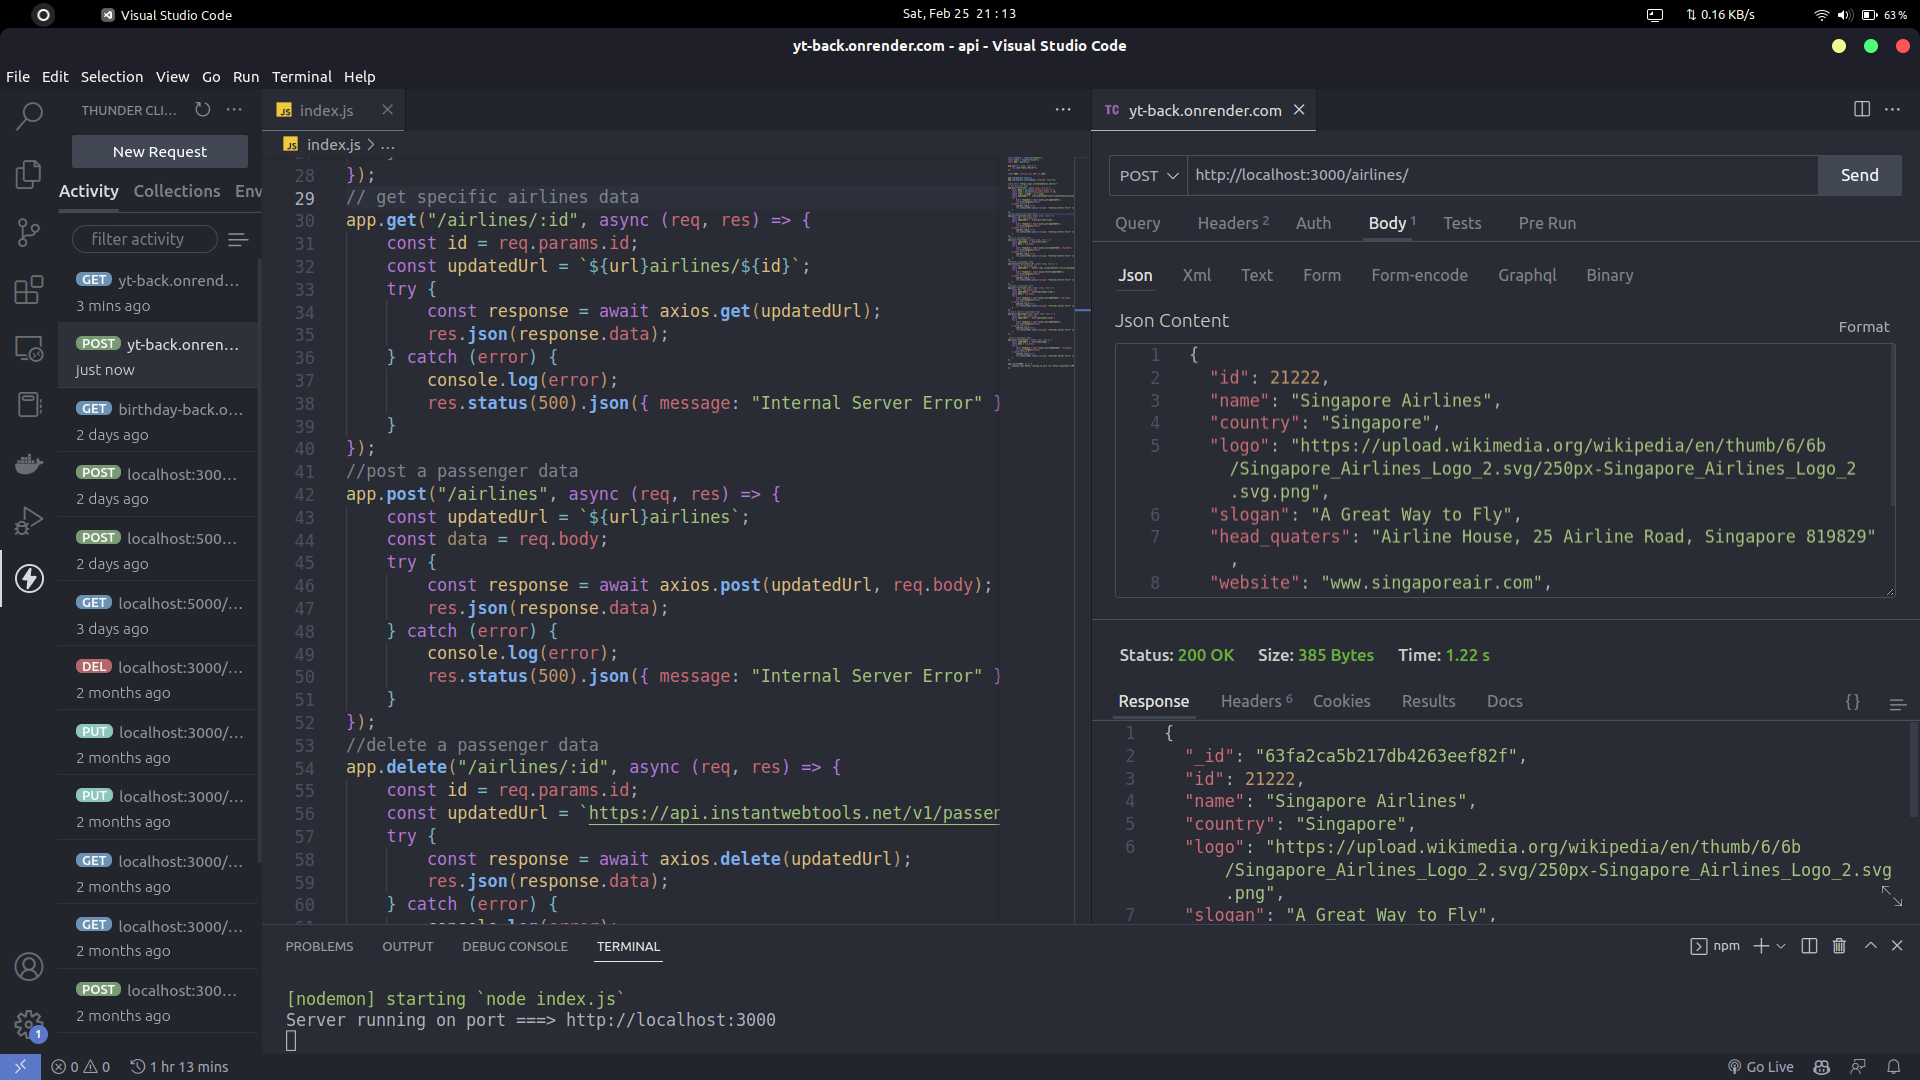 Visual Studio Code
Sat, Feb 25 21 : 13
0.16 KB/s
63 %
yt-back.onrender.com - api - Visual Studio Code
File Edit Selection View Go Run Terminal Help
THUNDER CLI...
New Request
Activity Collections Env
filter activity
GET yt-back.onrend...
3 mins ago
POST yt-back.onren...
just now
GET birthday-back.o...
2 days ago
POST localhost:300...
2 days ago
POST localhost:500...
2 days ago
GET localhost:5000/...
3 days ago
DEL localhost:3000/...
2 months ago
PUT localhost:3000/...
2 months ago
PUT localhost:3000/...
2 months ago
GET localhost:3000/...
2 months ago
GET localhost:3000/...
2 months ago
POST localhost:300...
2 months ago
1
JS index.js
JS index.js > ...
28 });
29 // get specific airlines data
30 app.get("/airlines/:id", async (req, res) => {
31 const id = req.params.id;
32 const updatedUrl = `${url}airlines/${id}`;
33 try {
34 const response = await axios.get(updatedUrl);
35 res.json(response.data);
36 } catch (error) {
37 console.log(error);
38 res.status(500).json({ message: "Internal Server Error" }
39 }
40 });
41 //post a passenger data
42 app.post("/airlines", async (req, res) => {
43 const updatedUrl = `${url}airlines`;
44 const data = req.body;
45 try {
46 const response = await axios.post(updatedUrl, req.body);
47 res.json(response.data);
48 } catch (error) {
49 console.log(error);
50 res.status(500).json({ message: "Internal Server Error" }
51 }
52 });
53 //delete a passenger data
54 app.delete("/airlines/:id", async (req, res) => {
55 const id = req.params.id;
56 const updatedUrl = `https://api.instantwebtools.net/v1/passen
57 try {
58 const response = await axios.delete(updatedUrl);
59 res.json(response.data);
60 } catch (error) {
TC yt-back.onrender.com
POST http://localhost:3000/airlines/ Send
Query Headers 2 Auth Body 1 Tests Pre Run
Json Xml Text Form Form-encode Graphql Binary
Json Content
Format
1 {
2 "id": 21222,
3 "name": "Singapore Airlines",
4 "country": "Singapore",
5 "logo": "https://upload.wikimedia.org/wikipedia/en/thumb/6/6b
/Singapore_Airlines_Logo_2.svg/250px-Singapore_Airlines_Logo_2
.svg.png",
6 "slogan": "A Great Way to Fly",
7 "head_quaters": "Airline House, 25 Airline Road, Singapore 819829"
,
8 "website": "www.singaporeair.com",
Status: 200 OK Size: 385 Bytes Time: 1.22 s
Response Headers 6 Cookies Results Docs {}
1 {
2 "_id": "63fa2ca5b217db4263eef82f",
3 "id": 21222,
4 "name": "Singapore Airlines",
5 "country": "Singapore",
6 "logo": "https://upload.wikimedia.org/wikipedia/en/thumb/6/6b
/Singapore_Airlines_Logo_2.svg/250px-Singapore_Airlines_Logo_2.svg
.png",
7 "slogan": "A Great Way to Fly",
PROBLEMS OUTPUT DEBUG CONSOLE TERMINAL
npm
[nodemon] starting `node index.js`
Server running on port ===> http://localhost:3000
0 0 1 hr 13 mins
Go Live